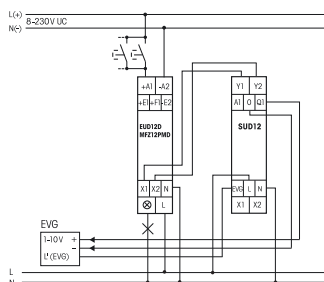 L(+)
8-230V UC
N(-)
+A1 -A2
+E1 +F1 -E2
EUD12D
MFZ12PMD
X1 X2 N
L
Y1 Y2
A1 0 Q1
SUD12
EVG L N
X1 X2
EVG
1-10V +
-
L'(EVG)
L
N